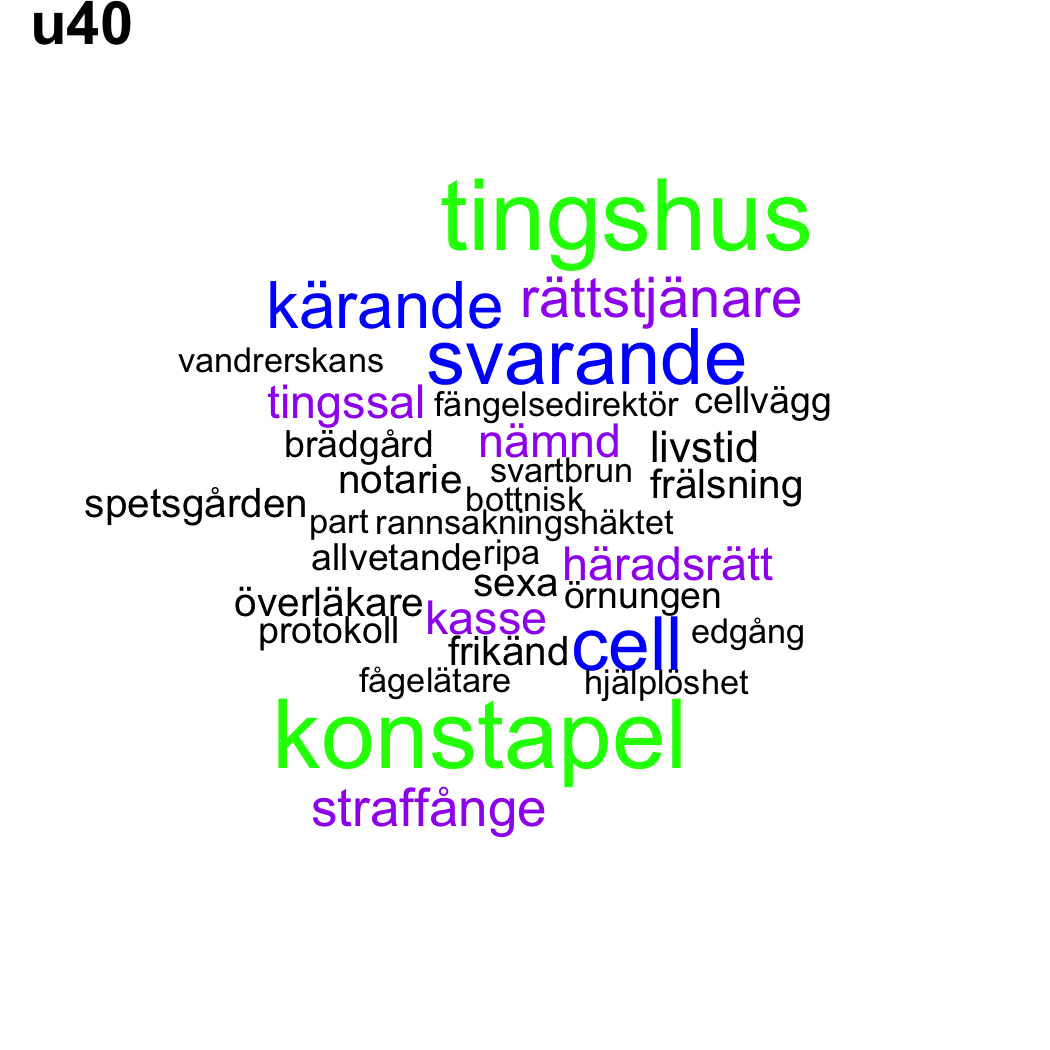 u40
tingshus
kärande rättstjänare
svarande
vandrerskans
tingssal fängelsedirektör cellvägg
brädgård nämnd livstid
svartbrun
notarie frälsning
spetsgården bottnisk
part rannsakningshäktet
allvetande ripa häradsrätt
sexa örnungen
överläkare kasse
protokoll cell edgång
frikänd
fågelätare hjälplöshet
konstapel
straffånge